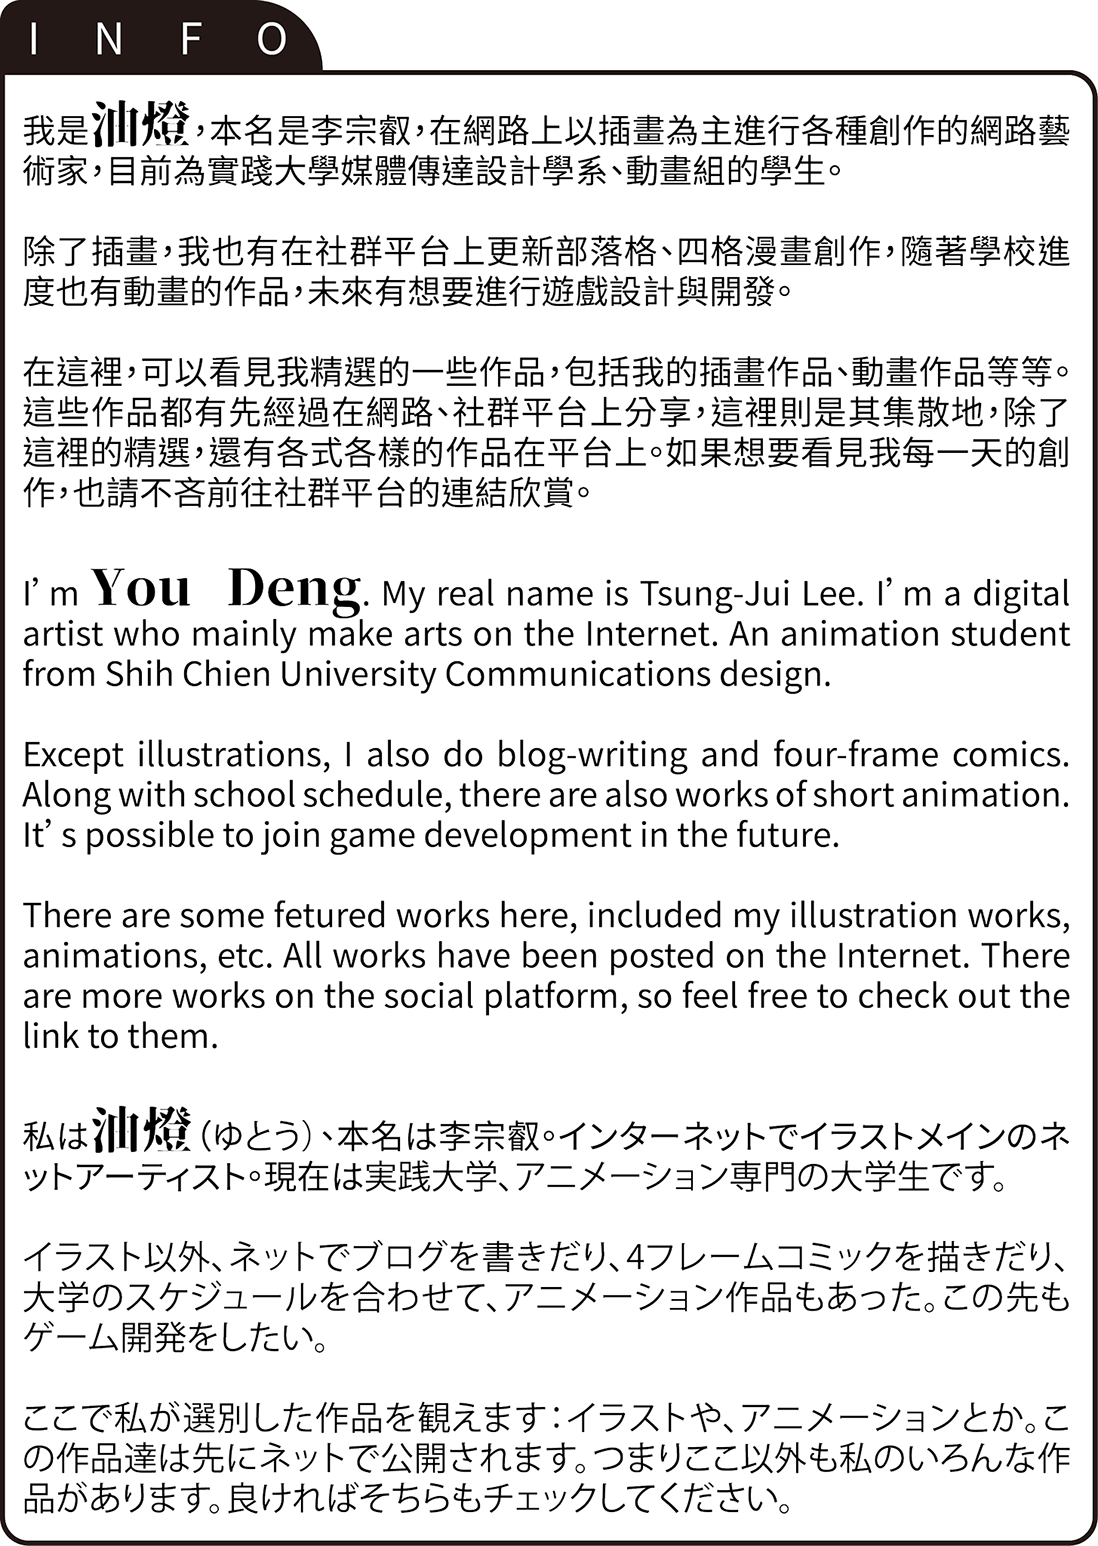 INFO
我是油燈，本名是李宗叡，在網路上以插畫為主進行各種創作的網路藝
術家，目前為實踐大學媒體傳達設計學系、動畫組的學生。
除了插畫，我也有在社群平台上更新部落格、四格漫畫創作，隨著學校進
度也有動畫的作品，未來有想要進行遊戲設計與開發。
在這裡，可以看見我精選的一些作品，包括我的插畫作品、動畫作品等等。
這些作品都有先經過在網路、社群平台上分享，這裡則是其集散地，除了
這裡的精選，還有各式各樣的作品在平台上。如果想要看見我每一天的創
作，也請不吝前往社群平台的連結欣賞。
I’m You Deng. My real name is Tsung-Jui Lee. I’m a digital
artist who mainly make arts on the Internet. An animation student
from Shih Chien University Communications design.
Except illustrations, I also do blog-writing and four-frame comics.
Along with school schedule, there are also works of short animation.
It’s possible to join game development in the future.
There are some fetured works here, included my illustration works,
animations, etc. All works have been posted on the Internet. There
are more works on the social platform, so feel free to check out the
link to them.
私は油燈（ゆとう）、本名は李宗叡。インターネットでイラストメインのネ
ットアーティスト。現在は実践大学、アニメーション専門の大学生です。
イラスト以外、ネットでブログを書きだり、4フレームコミックを描きだり、
大学のスケジュールを合わせて、アニメーション作品もあった。この先も
ゲーム開発をしたい。
ここで私が選別した作品を観えます：イラストや、アニメーションとか。こ
の作品達は先にネットで公開されます。つまりここ以外も私のいろんな作
品があります。良ければそちらもチェックしてください。